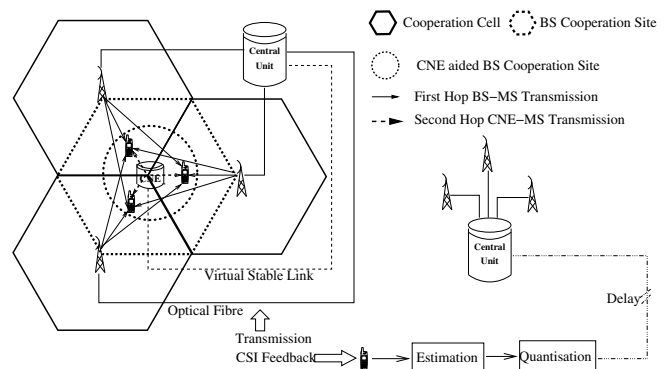 Cooperation Cell
BS Cooperation Site
CNE aided BS Cooperation Site
First Hop BS−MS Transmission
Second Hop CNE−MS Transmission
Central
Unit
CNE
Virtual Stable Link
Optical Fibre
Central
Unit
Delay
Transmission
CSI Feedback
Estimation
Quantisation